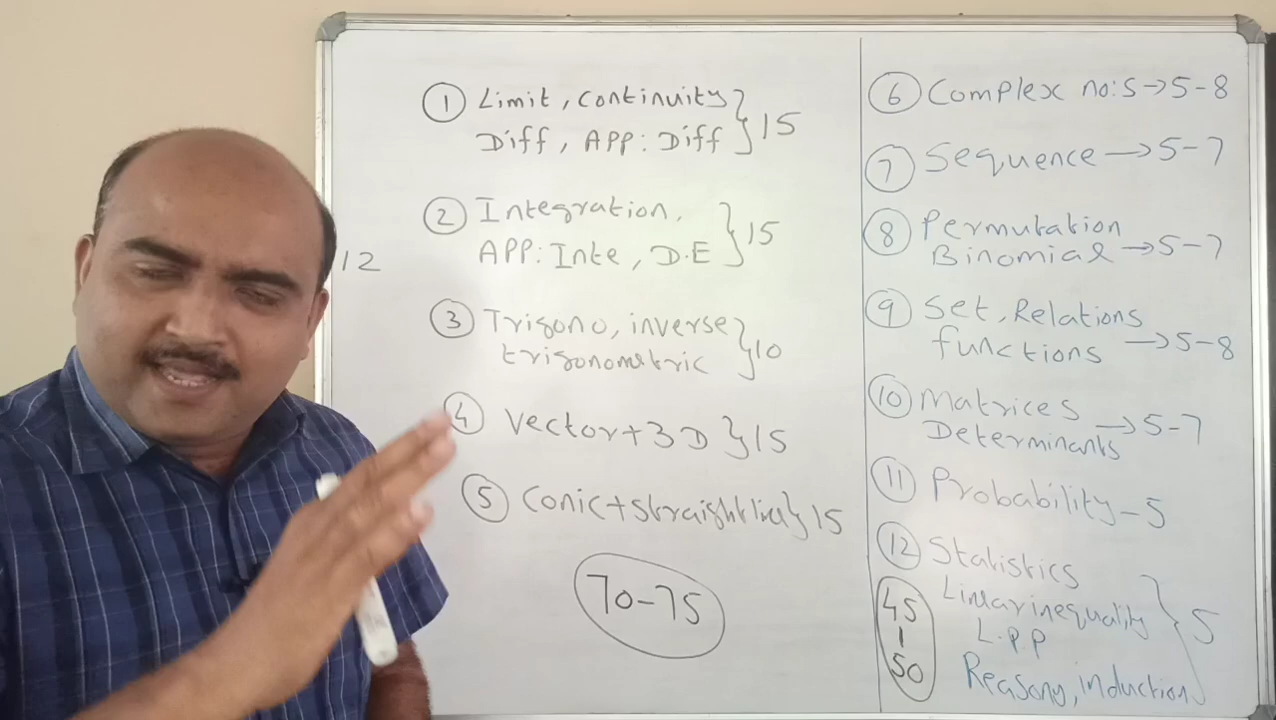 ① Limit, continuity
Diff, APP: Diff } 15
② Integration,
APP: Inte, D.E } 15
12
③ Trigono, inverse
trigonometric } 10
④ Vector+3D } 15
⑤ Conic+straightline } 15
70-75
⑥ Complex no:s → 5-8
⑦ Sequence → 5-7
⑧ Permutation
Binomial → 5-7
⑨ Set, Relations
functions → 5-8
⑩ Matrices
Determinants → 5-7
⑪ Probability - 5
⑫ Statistics
Linear inequality
L.P.P } 5
Reasong, induction
45
50